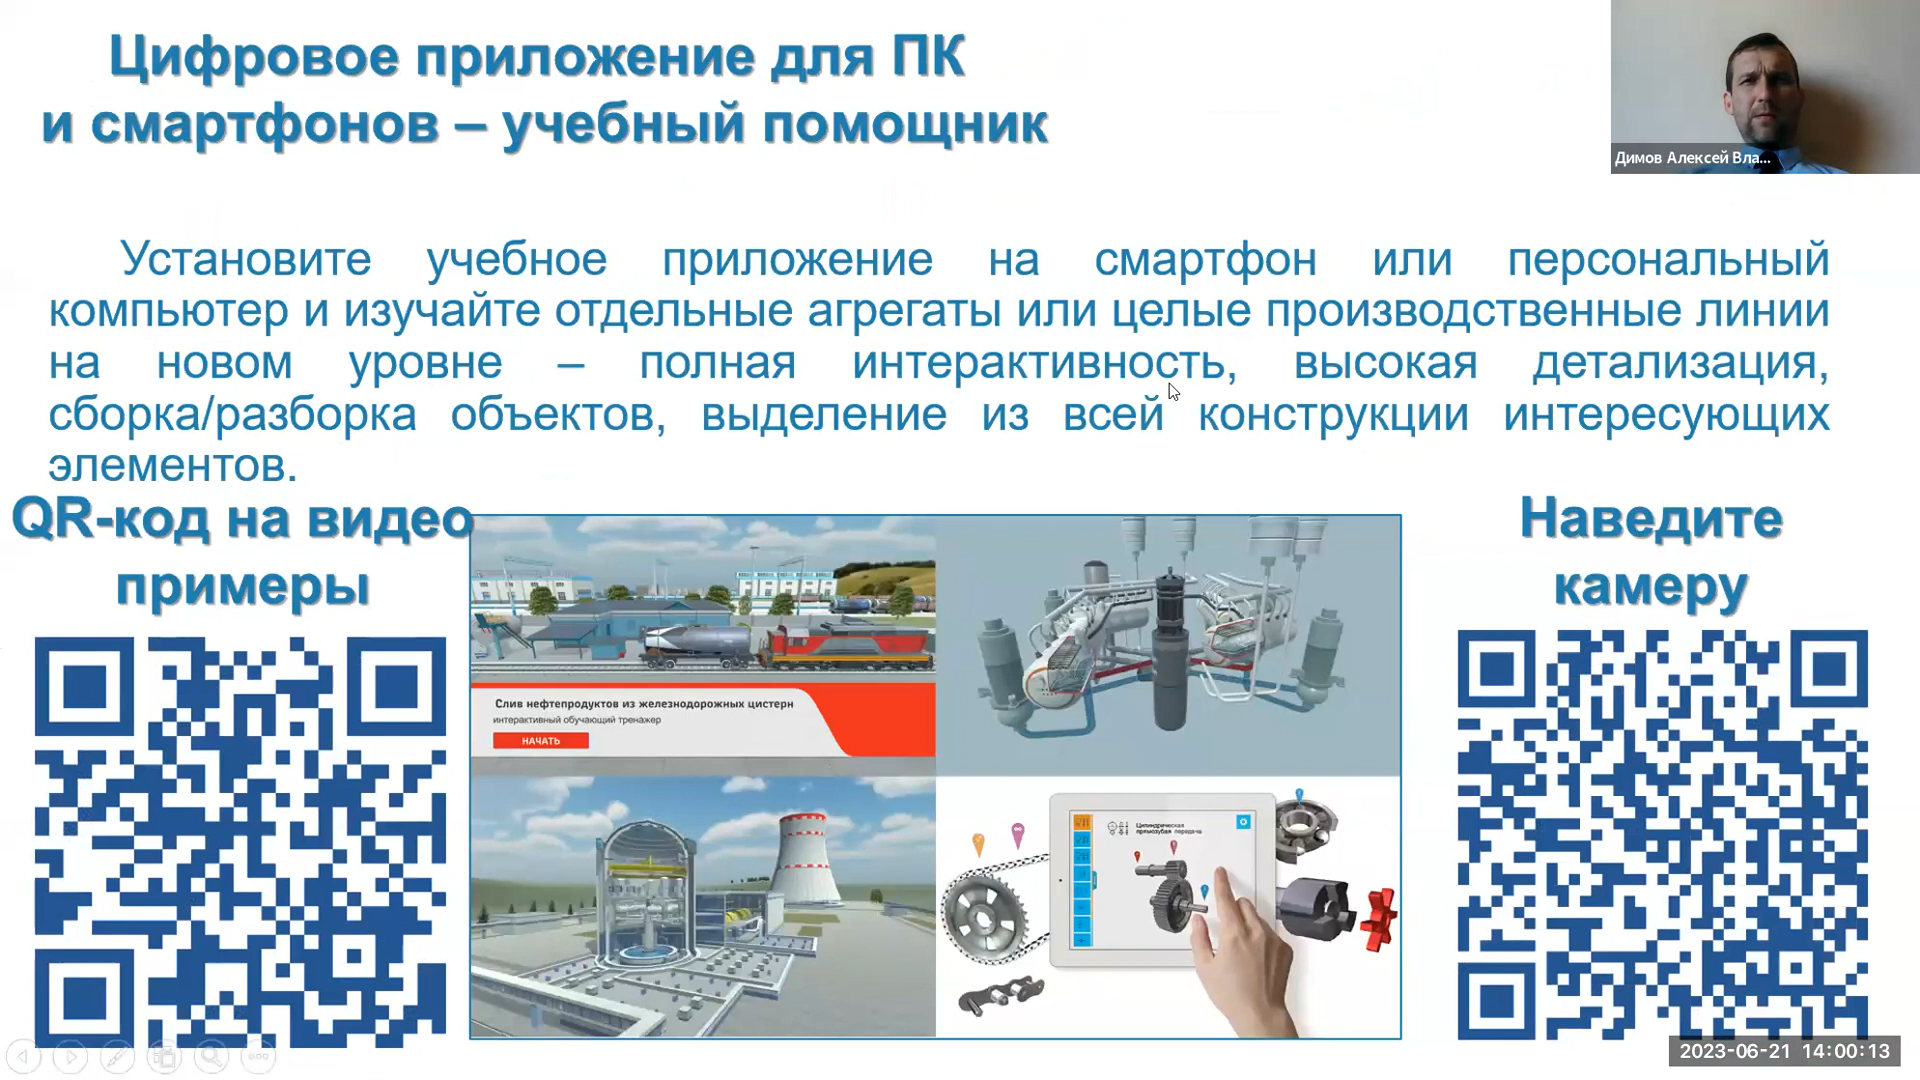 Цифровое приложение для ПК
и смартфонов – учебный помощник
Димов Алексей Вла...
Установите учебное приложение на смартфон или персональный
компьютер и изучайте отдельные агрегаты или целые производственные линии
на новом уровне – полная интерактивность, высокая детализация,
сборка/разборка объектов, выделение из всей конструкции интересующих
элементов.
QR-код на видео
примеры
Наведите
камеру
Слив нефтепродуктов из железнодорожных цистерн
интерактивный обучающий тренажер
НАЧАТЬ
Цилиндрическая
прямозубая передача
2023-06-21 14:00:13